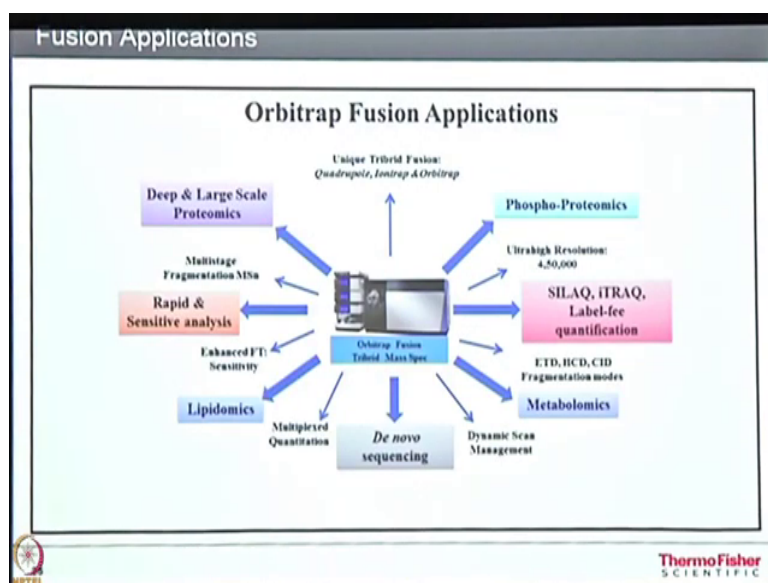 Fusion Applications
Orbitrap Fusion Applications
Unique Tribrid Fusion:
Quadrupole, Iontrap & Orbitrap
Deep & Large Scale
Proteomics
Phospho-Proteomics
Multistage
Fragmentation MSn
Ultrahigh Resolution:
4,50,000
Rapid &
Sensitive analysis
SILAQ, iTRAQ,
Label-fee
quantification
Orbitrap Fusion
Tribrid Mass Spec
Enhanced FT:
Sensitivity
ETD, HCD, CID
Fragmentation modes
Lipidomics
Metabolomics
Multiplexed
Quantitation
De novo
sequencing
Dynamic Scan
Management
ThermoFisher
SCIENTIFIC
NPTEL